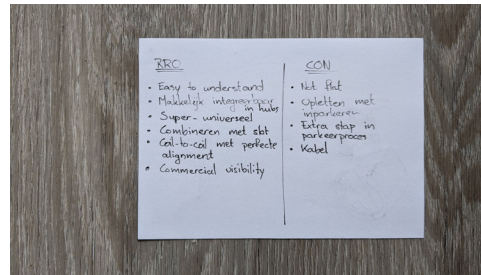 PRO
• Easy to understand
• Makkelijk integreerbaar
in hubs
• Super-universeel
• Combineren met slot
• Coil-to-coil met perfecte
alignment
• Commercial visibility
CON
• Not flat
• Opletten met
inparkeren
• Extra stap in
parkeerproces
• Kabel